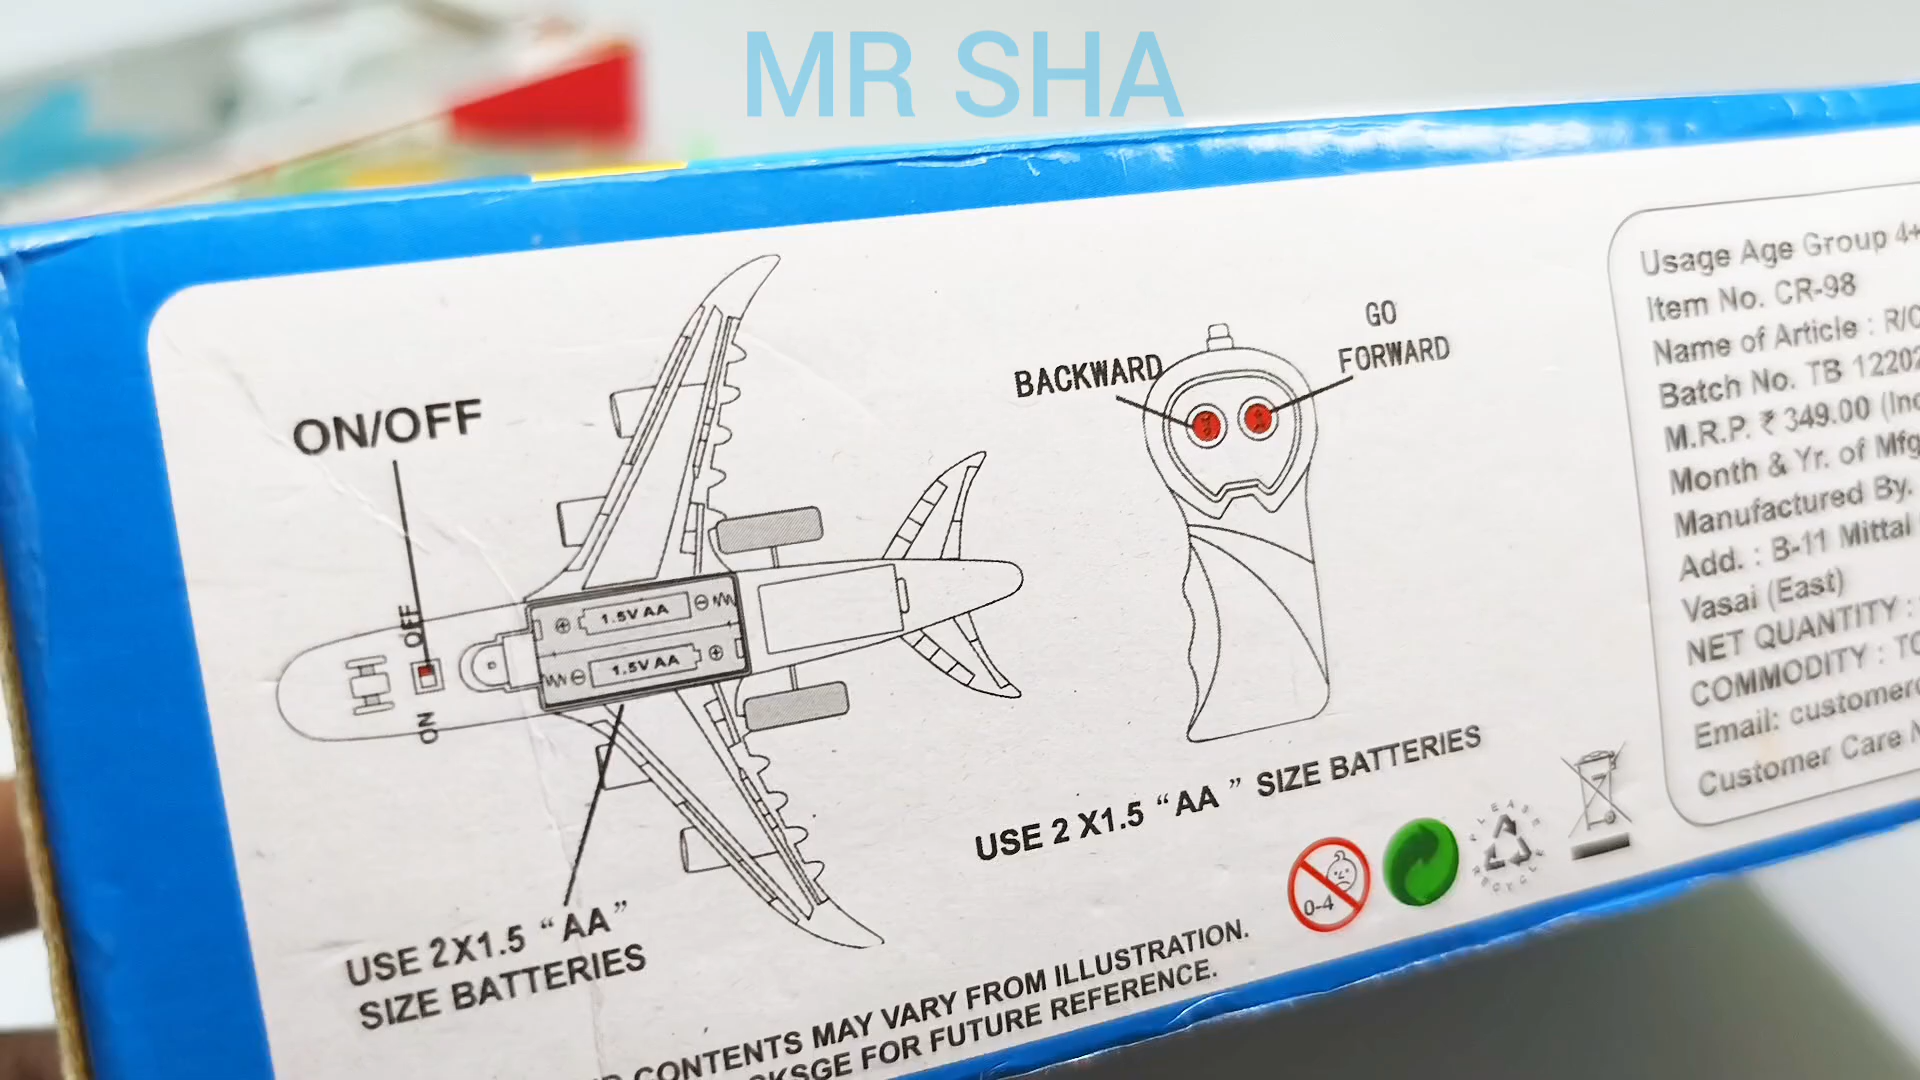 MR SHA
ON/OFF
OFF
ON
1.5V AA
1.5V AA
USE 2X1.5 “AA”
SIZE BATTERIES
BACKWARD
GO
FORWARD
USE 2 X1.5 “AA” SIZE BATTERIES
0-4
PLEASE
RECYCLE
CONTENTS MAY VARY FROM ILLUSTRATION.
FOR FUTURE REFERENCE.
Usage Age Group 4+
Item No. CR-98
Name of Article : R/C
Batch No. TB 12202
M.R.P. ₹ 349.00 (Inc
Month & Yr. of Mfg
Manufactured By.
Add. : B-11 Mittal
Vasai (East)
NET QUANTITY :
COMMODITY : TO
Email: customerc
Customer Care N